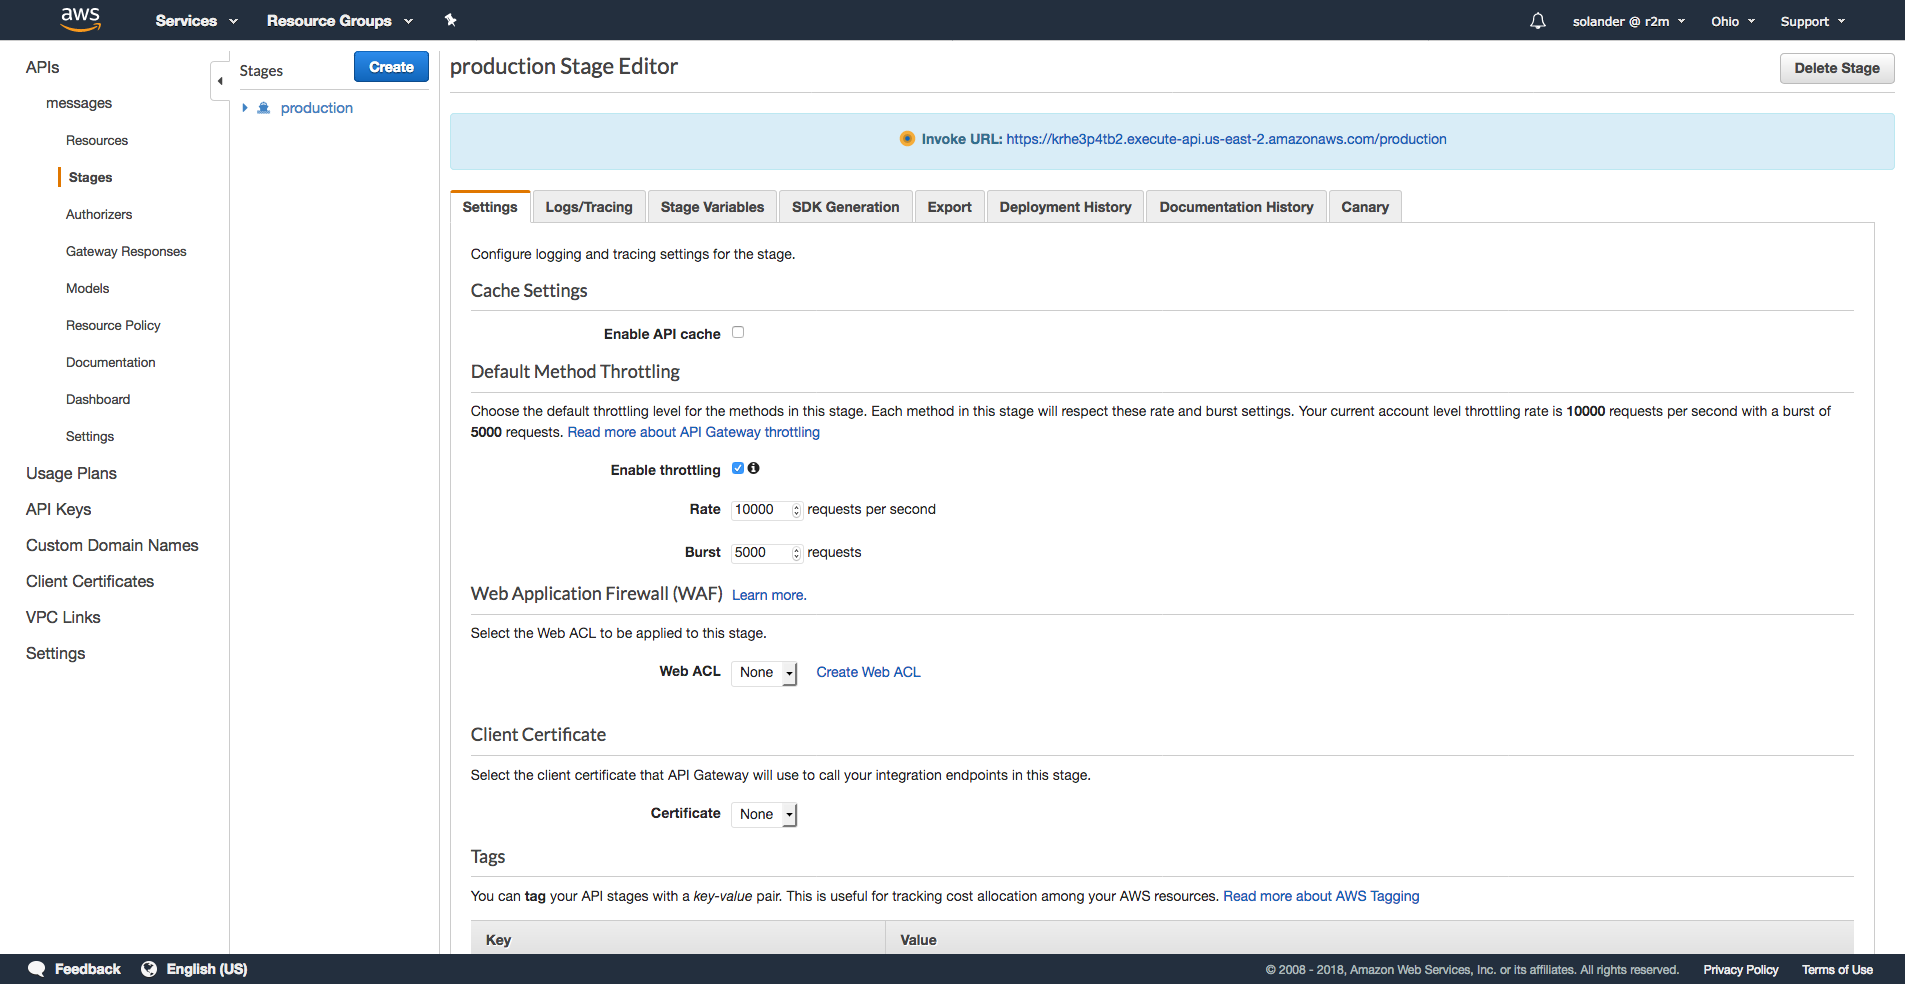 aws Services Resource Groups solander @ r2m Ohio Support
APIs
messages
Resources
Stages
Authorizers
Gateway Responses
Models
Resource Policy
Documentation
Dashboard
Settings
Usage Plans
API Keys
Custom Domain Names
Client Certificates
VPC Links
Settings
Stages Create
production
production Stage Editor Delete Stage
Invoke URL: https://krhe3p4tb2.execute-api.us-east-2.amazonaws.com/production
Settings Logs/Tracing Stage Variables SDK Generation Export Deployment History Documentation History Canary
Configure logging and tracing settings for the stage.
Cache Settings
Enable API cache
Default Method Throttling
Choose the default throttling level for the methods in this stage. Each method in this stage will respect these rate and burst settings. Your current account level throttling rate is 10000 requests per second with a burst of
5000 requests. Read more about API Gateway throttling
Enable throttling
Rate 10000 requests per second
Burst 5000 requests
Web Application Firewall (WAF) Learn more.
Select the Web ACL to be applied to this stage.
Web ACL None Create Web ACL
Client Certificate
Select the client certificate that API Gateway will use to call your integration endpoints in this stage.
Certificate None
Tags
You can tag your API stages with a key-value pair. This is useful for tracking cost allocation among your AWS resources. Read more about AWS Tagging
Key Value
Feedback English (US) © 2008 - 2018, Amazon Web Services, Inc. or its affiliates. All rights reserved. Privacy Policy Terms of Use